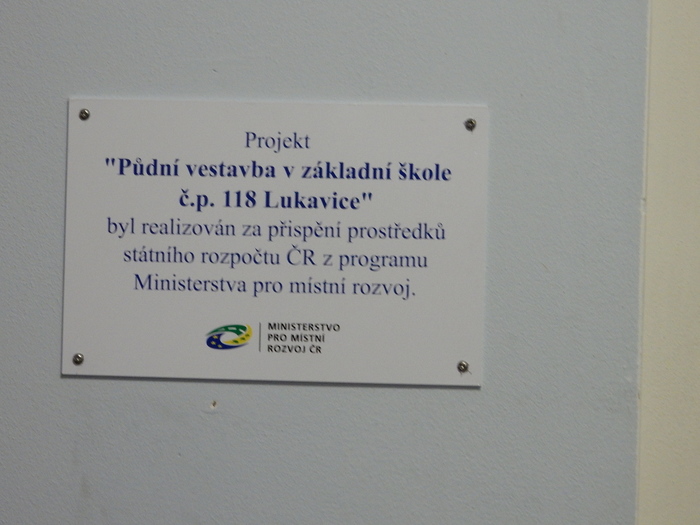 Projekt
"Půdní vestavba v základní škole
č.p. 118 Lukavice"
byl realizován za přispění prostředků
státního rozpočtu ČR z programu
Ministerstva pro místní rozvoj.
MINISTERSTVO
PRO MÍSTNÍ
ROZVOJ ČR